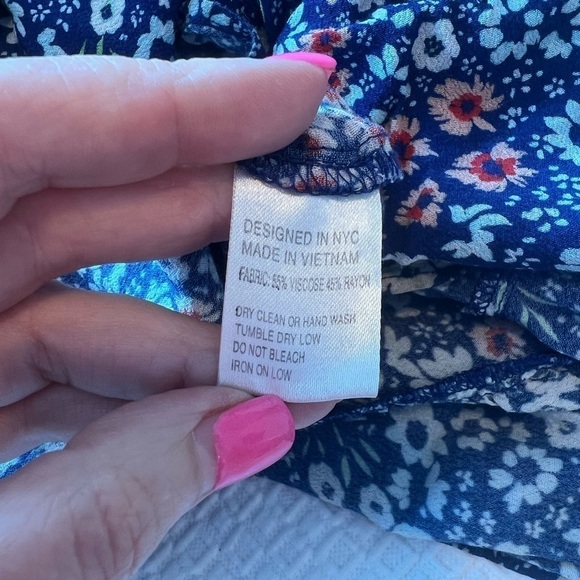 DESIGNED IN NYC
MADE IN VIETNAM
FABRIC: 55% VISCOSE 45% RAYON
DRY CLEAN OR HAND WASH
TUMBLE DRY LOW
DO NOT BLEACH
IRON ON LOW